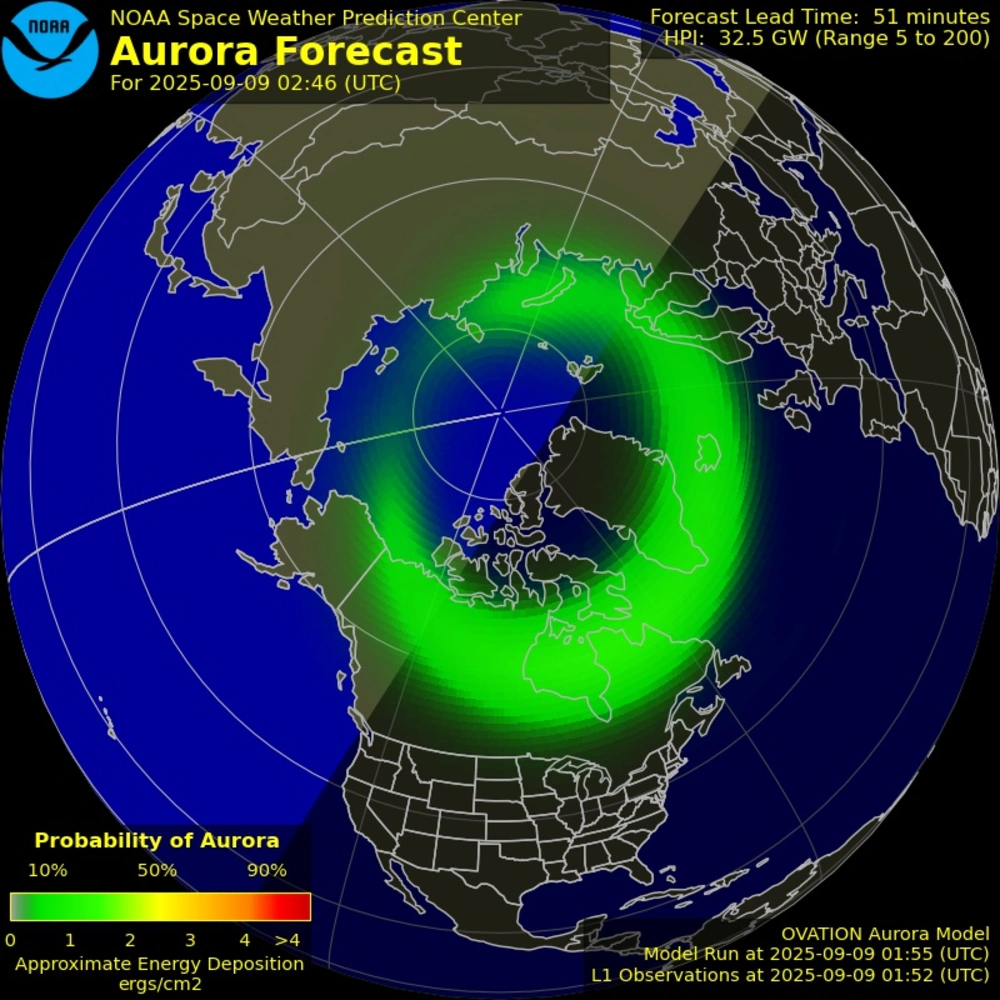 NOAA
NOAA Space Weather Prediction Center
Aurora Forecast
For 2025-09-09 02:46 (UTC)
Forecast Lead Time: 51 minutes
HPI: 32.5 GW (Range 5 to 200)
Probability of Aurora
10% 50% 90%
0 1 2 3 4 >4
Approximate Energy Deposition
ergs/cm2
OVATION Aurora Model
Model Run at 2025-09-09 01:55 (UTC)
L1 Observations at 2025-09-09 01:52 (UTC)